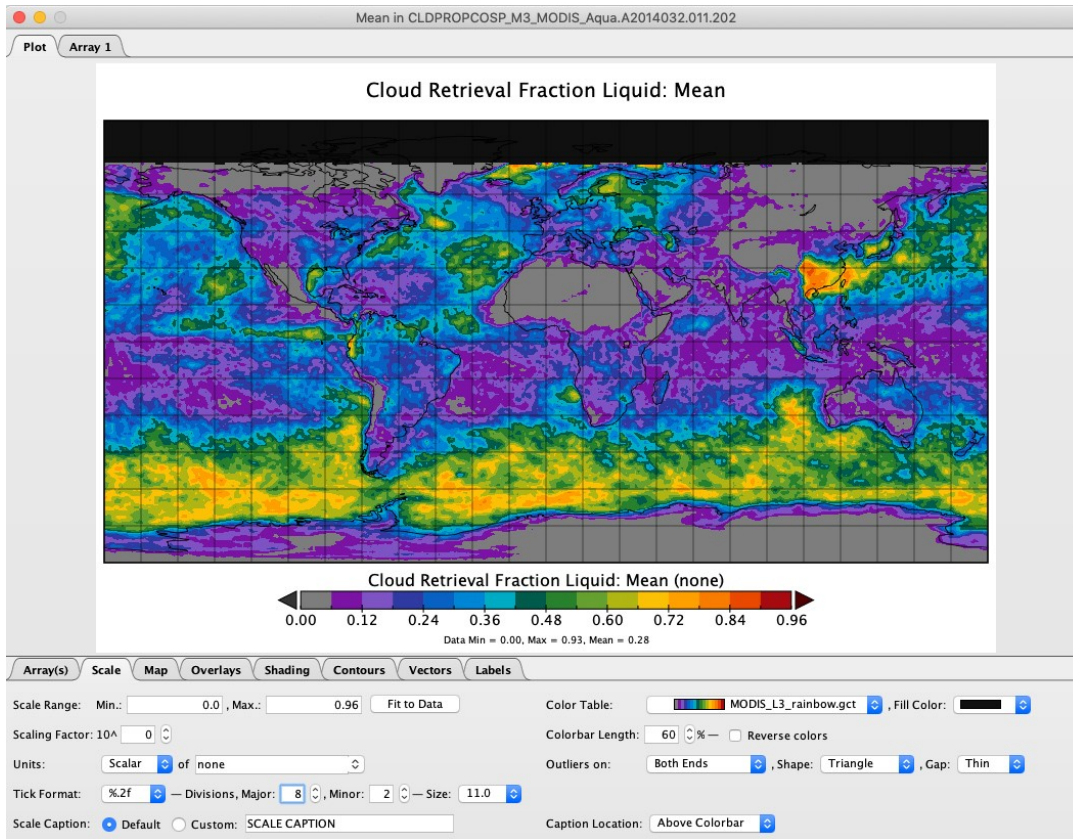 Mean in CLDPROPCOSP_M3_MODIS_Aqua.A2014032.011.202
Plot Array 1
Cloud Retrieval Fraction Liquid: Mean
Cloud Retrieval Fraction Liquid: Mean (none)
0.00 0.12 0.24 0.36 0.48 0.60 0.72 0.84 0.96
Data Min = 0.00, Max = 0.93, Mean = 0.28
Array(s) Scale Map Overlays Shading Contours Vectors Labels
Scale Range: Min.: 0.0 , Max.: 0.96 Fit to Data Color Table: MODIS_L3_rainbow.gct , Fill Color:
Scaling Factor: 10^ 0 Colorbar Length: 60 % — Reverse colors
Units: Scalar of none Outliers on: Both Ends , Shape: Triangle , Gap: Thin
Tick Format: %.2f — Divisions, Major: 8 , Minor: 2 — Size: 11.0
Scale Caption: Default Custom: SCALE CAPTION Caption Location: Above Colorbar